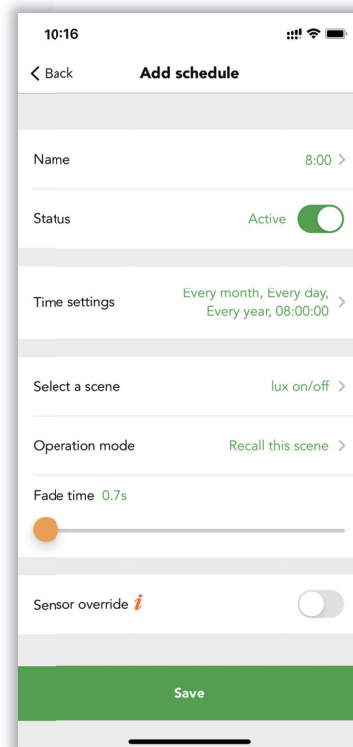 10:16
Back Add schedule
Name 8:00
Status Active
Time settings Every month, Every day,
Every year, 08:00:00
Select a scene lux on/off
Operation mode Recall this scene
Fade time 0.7s
Sensor override i
Save